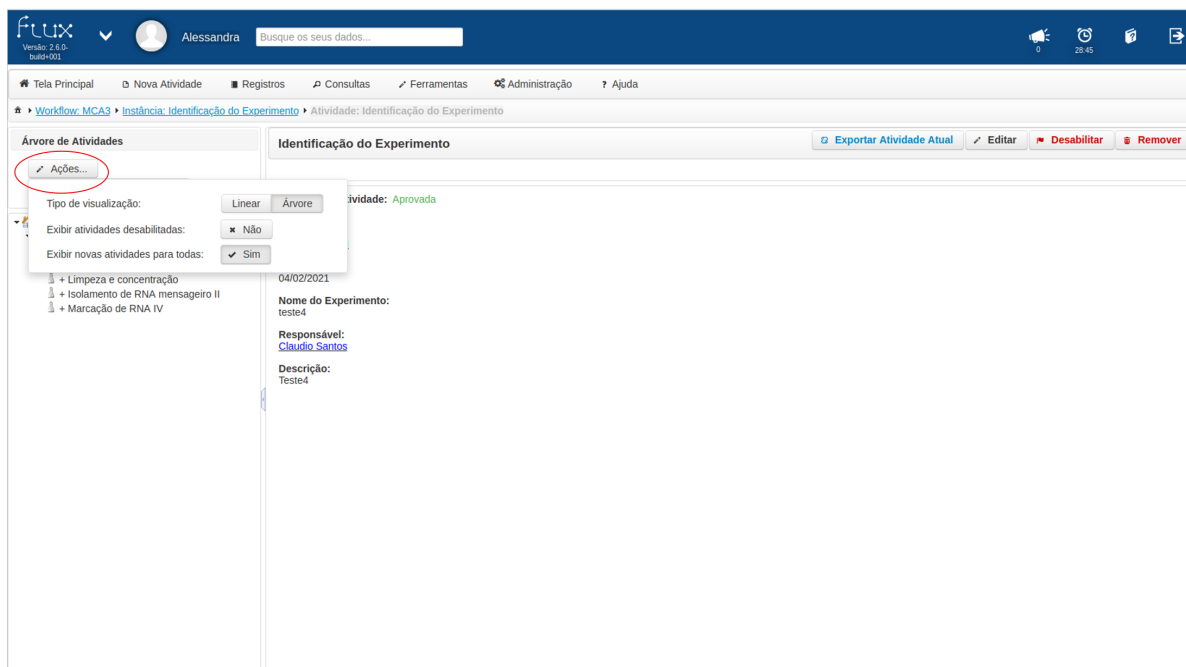 flux
Versão: 2.6.0-
build+001
Alessandra
Busque os seus dados...
0
28:45
Tela Principal
Nova Atividade
Registros
Consultas
Ferramentas
Administração
? Ajuda
Workflow: MCA3
Instância: Identificação do Experimento
Atividade: Identificação do Experimento
Árvore de Atividades
Ações...
Tipo de visualização:
Linear
Árvore
Exibir atividades desabilitadas:
Não
Exibir novas atividades para todas:
Sim
+ Limpeza e concentração
+ Isolamento de RNA mensageiro II
+ Marcação de RNA IV
Identificação do Experimento
Exportar Atividade Atual
Editar
Desabilitar
Remover
tividade: Aprovada
04/02/2021
Nome do Experimento:
teste4
Responsável:
Claudio Santos
Descrição:
Teste4